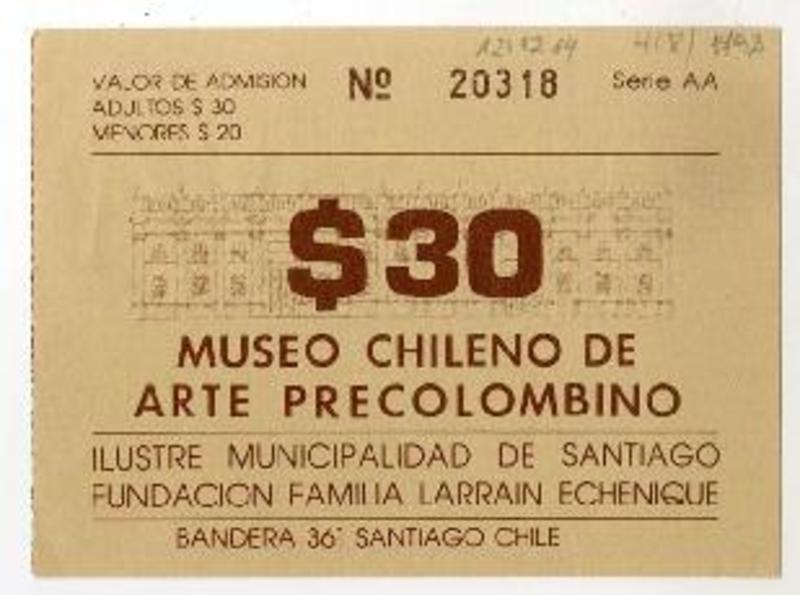 VALOR DE ADMISION
ADULTOS $ 30
MENORES $ 20
Nº 20318 Serie AA
$30
MUSEO CHILENO DE
ARTE PRECOLOMBINO
ILUSTRE MUNICIPALIDAD DE SANTIAGO
FUNDACION FAMILIA LARRAIN ECHENIQUE
BANDERA SANTIAGO CHILE